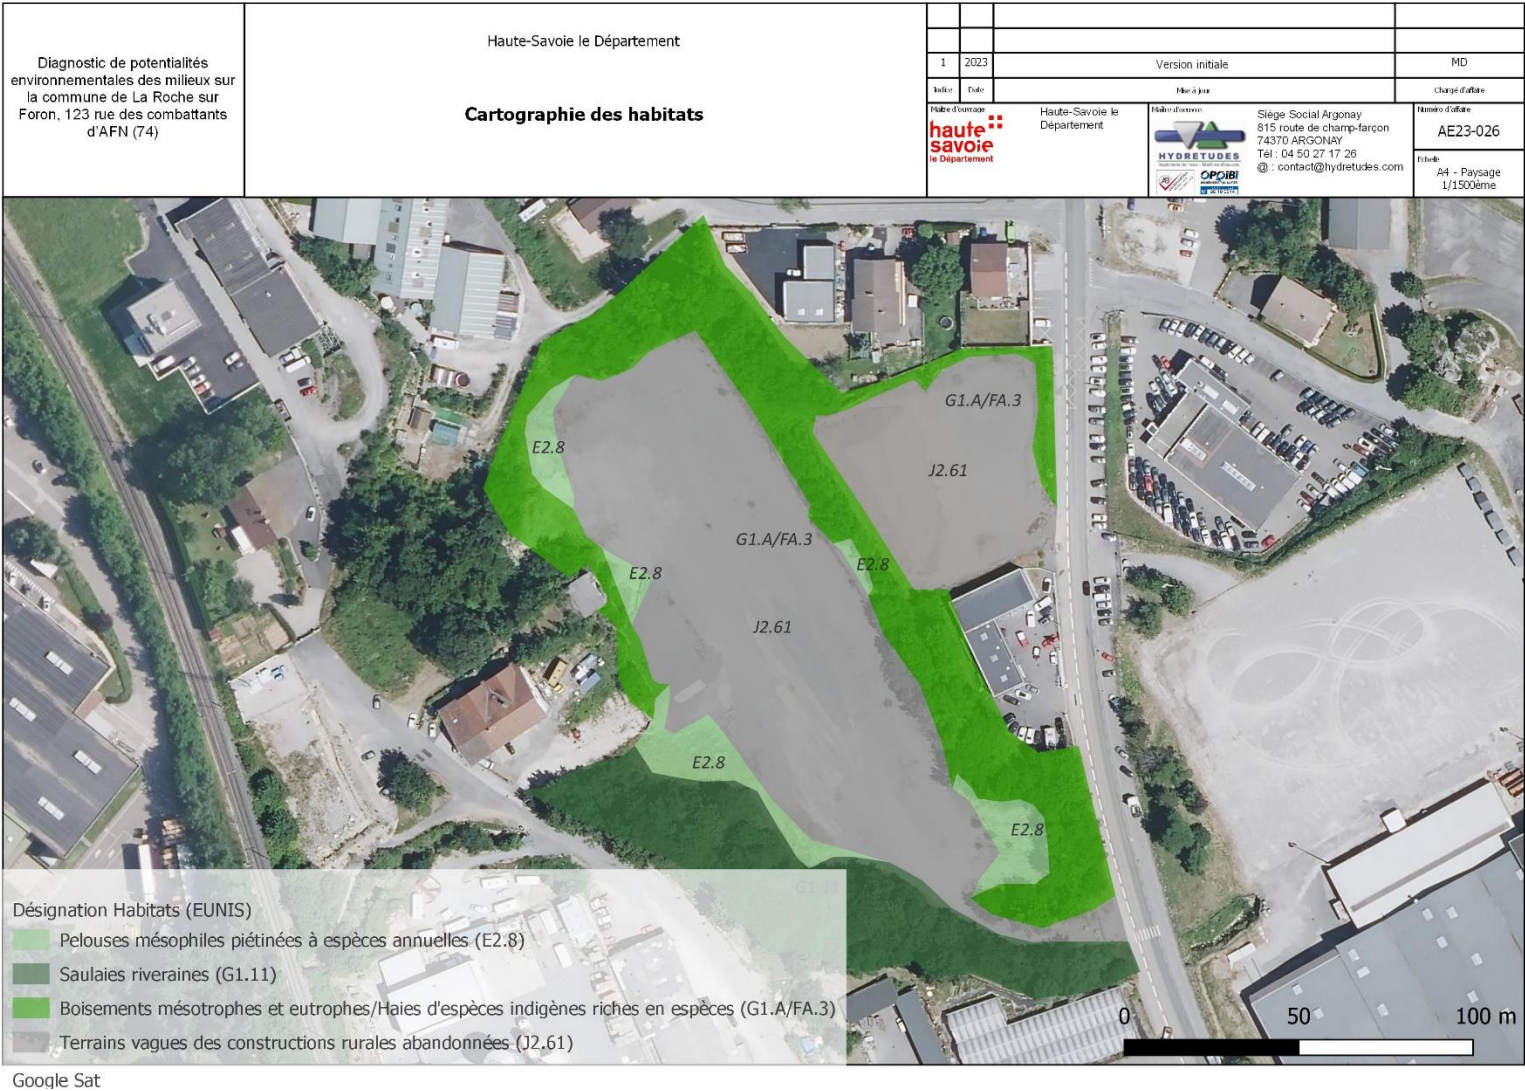 Diagnostic de potentialités
environnementales des milieux sur
la commune de La Roche sur
Foron, 123 rue des combattants
d'AFN (74)
Haute-Savoie le Département
Cartographie des habitats
1 2023 Version initiale MD
Indice Date Mise à jour Chargé d'affaire
Maître d'ouvrage
haute
savoie
le Département
Haute-Savoie le
Département
Maître d'oeuvre
HYDRETUDES
OPQIBI
Siège Social Argonay
815 route de champ-farçon
74370 ARGONAY
Tél : 04 50 27 17 26
@ : contact@hydretudes.com
Numéro d'affaire
AE23-026
Echelle
A4 - Paysage
1/1500ème
G1.A/FA.3
E2.8
J2.61
G1.A/FA.3
E2.8
E2.8
J2.61
E2.8
E2.8
G1.11
Désignation Habitats (EUNIS)
Pelouses mésophiles piétinées à espèces annuelles (E2.8)
Saulaies riveraines (G1.11)
Boisements mésotrophes et eutrophes/Haies d'espèces indigènes riches en espèces (G1.A/FA.3)
Terrains vagues des constructions rurales abandonnées (J2.61)
0 50 100 m
Google Sat